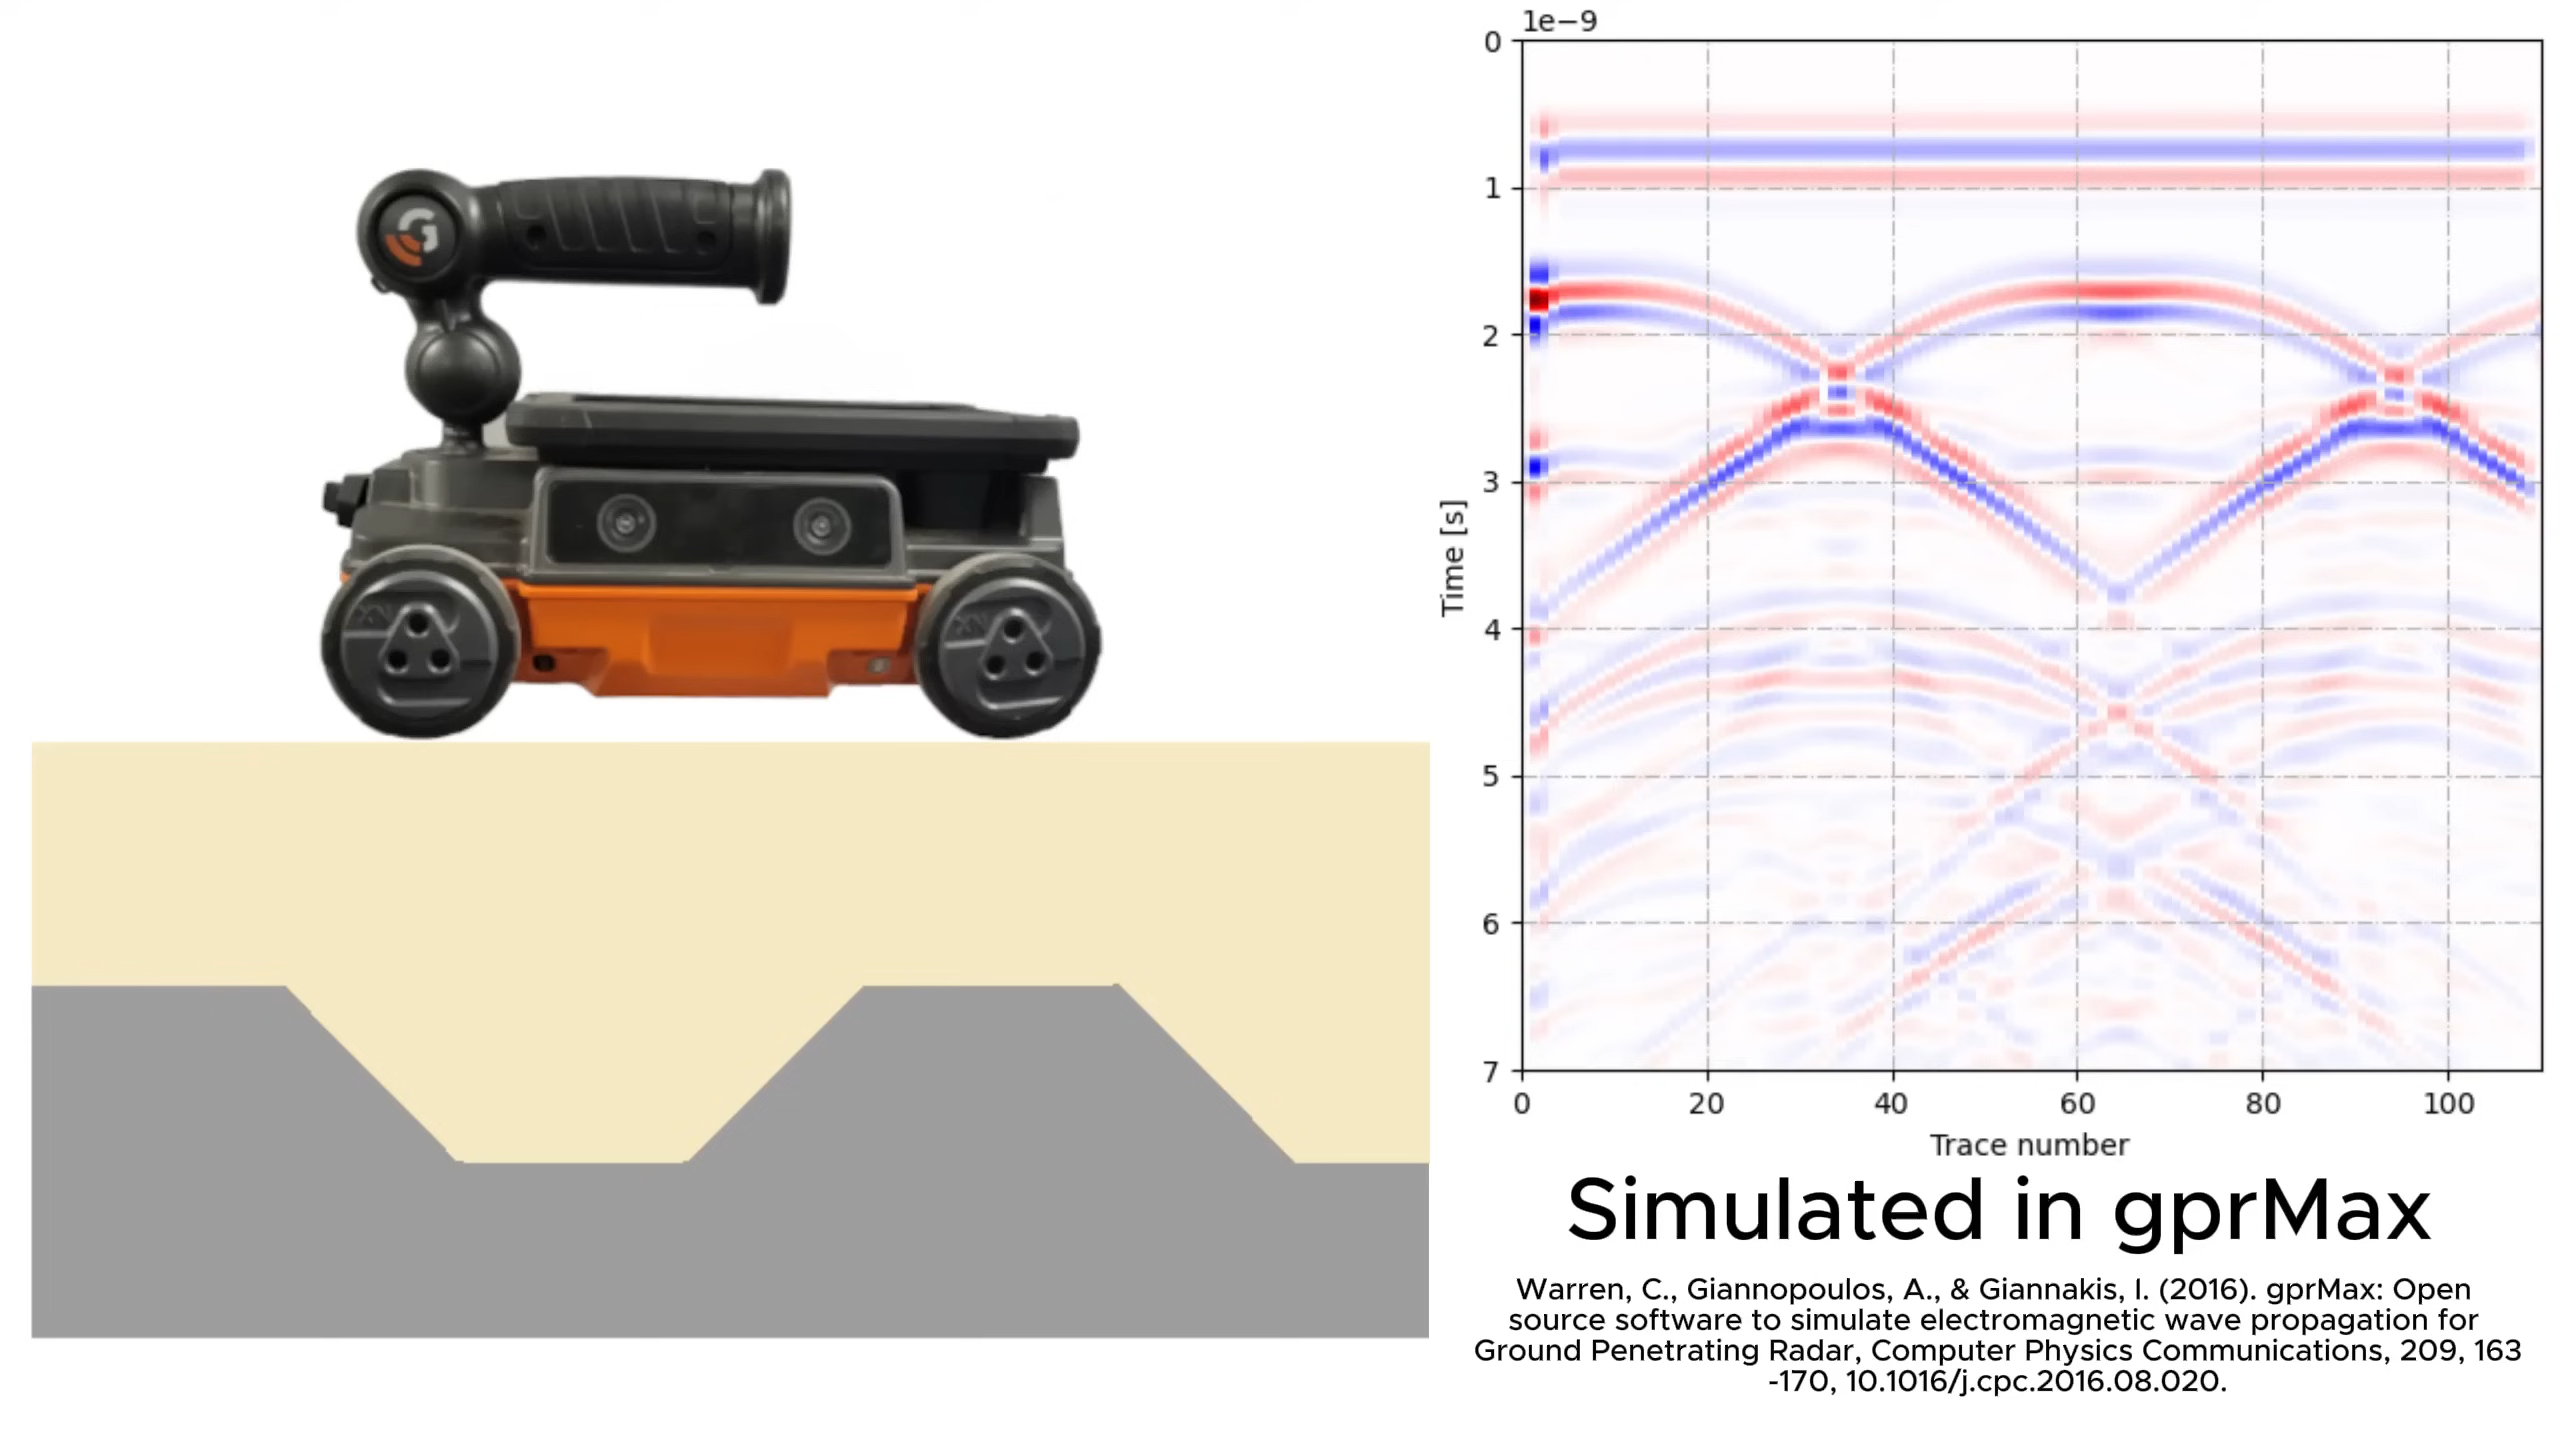 G
XN
XN
1e−9
0
1
2
3
4
5
6
7
Time [s]
0
20
40
60
80
100
Trace number
Simulated in gprMax
Warren, C., Giannopoulos, A., & Giannakis, I. (2016). gprMax: Open
source software to simulate electromagnetic wave propagation for
Ground Penetrating Radar, Computer Physics Communications, 209, 163
-170, 10.1016/j.cpc.2016.08.020.